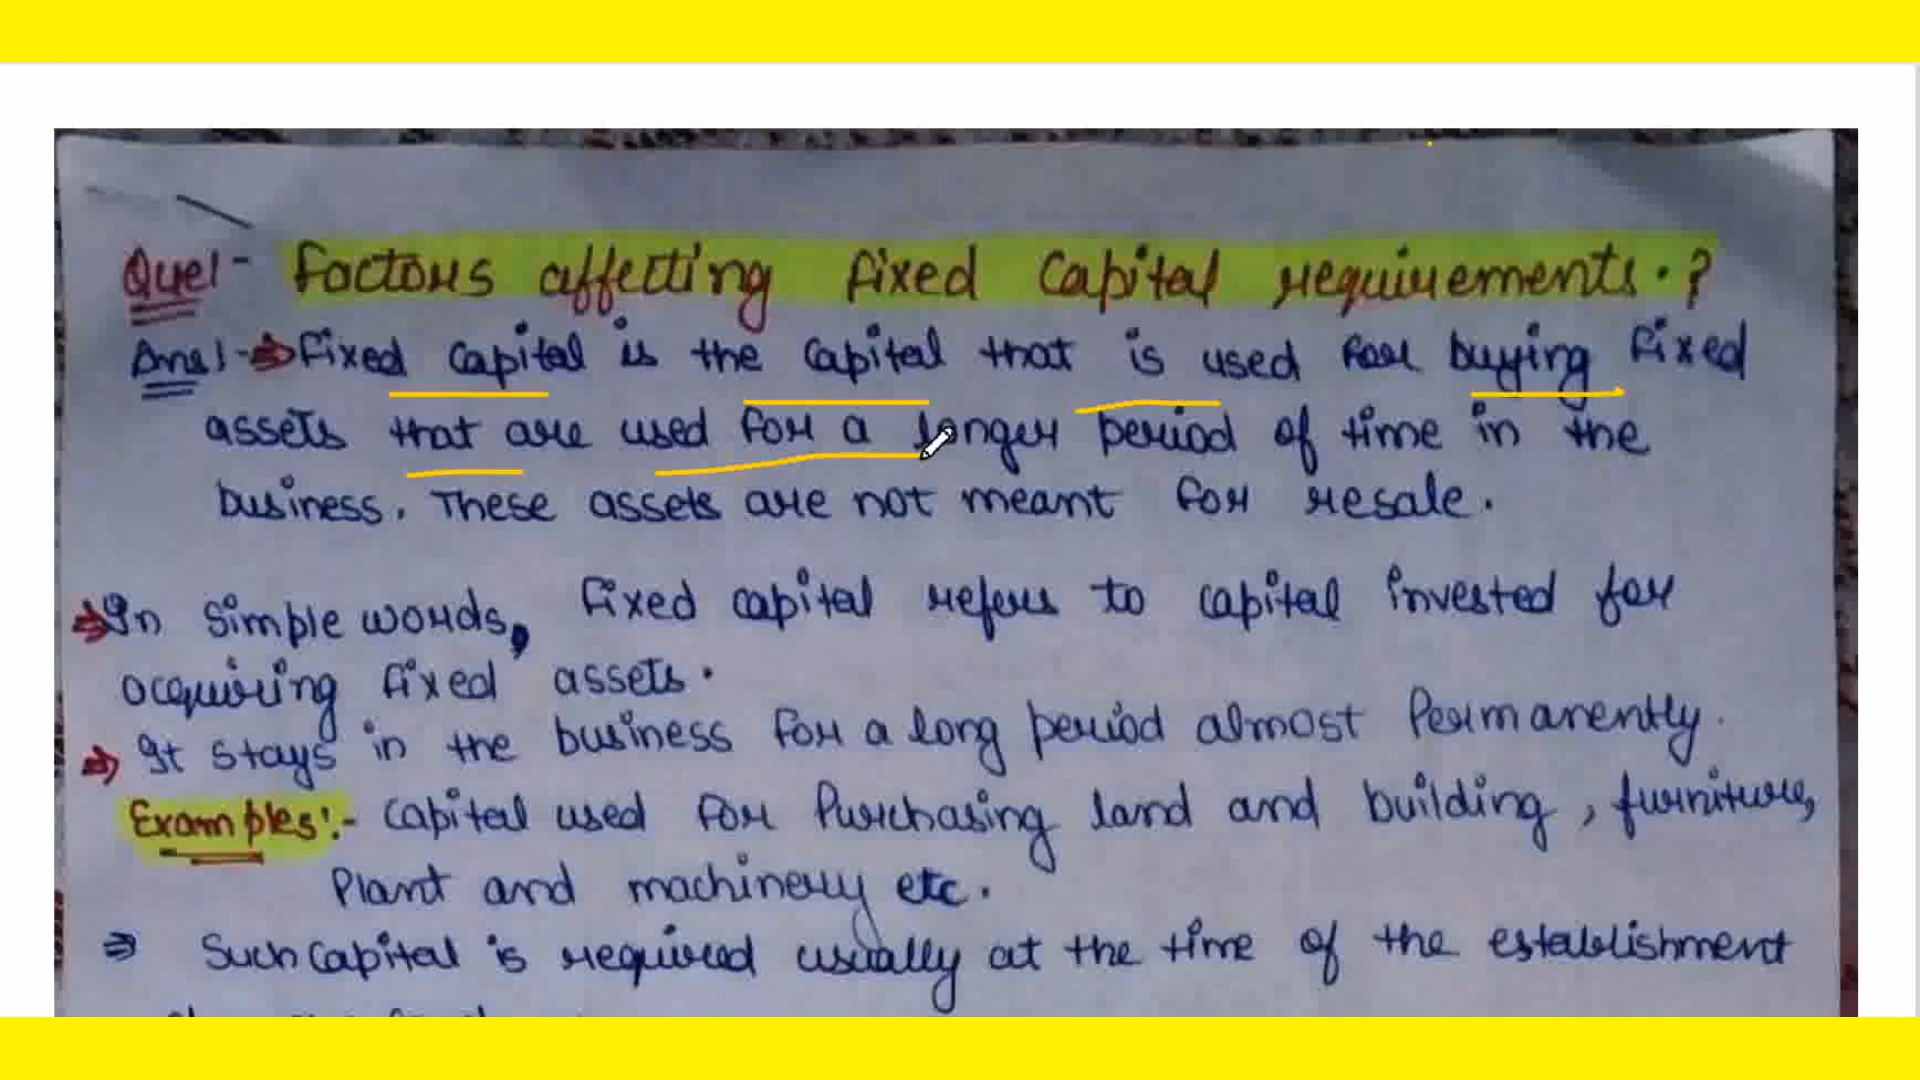 Que1- Factors affecting fixed capital requirements.?
Ans1-⇒ Fixed capital is the capital that is used for buying fixed
assets that are used for a longer period of time in the
business. These assets are not meant for resale.
⇒ In simple words, fixed capital refers to capital invested for
acquiring fixed assets.
⇒ It stays in the business for a long period almost Permanently.
Examples:- Capital used for Purchasing land and building, furniture,
Plant and machinery etc.
⇒ Such capital is required usually at the time of the establishment